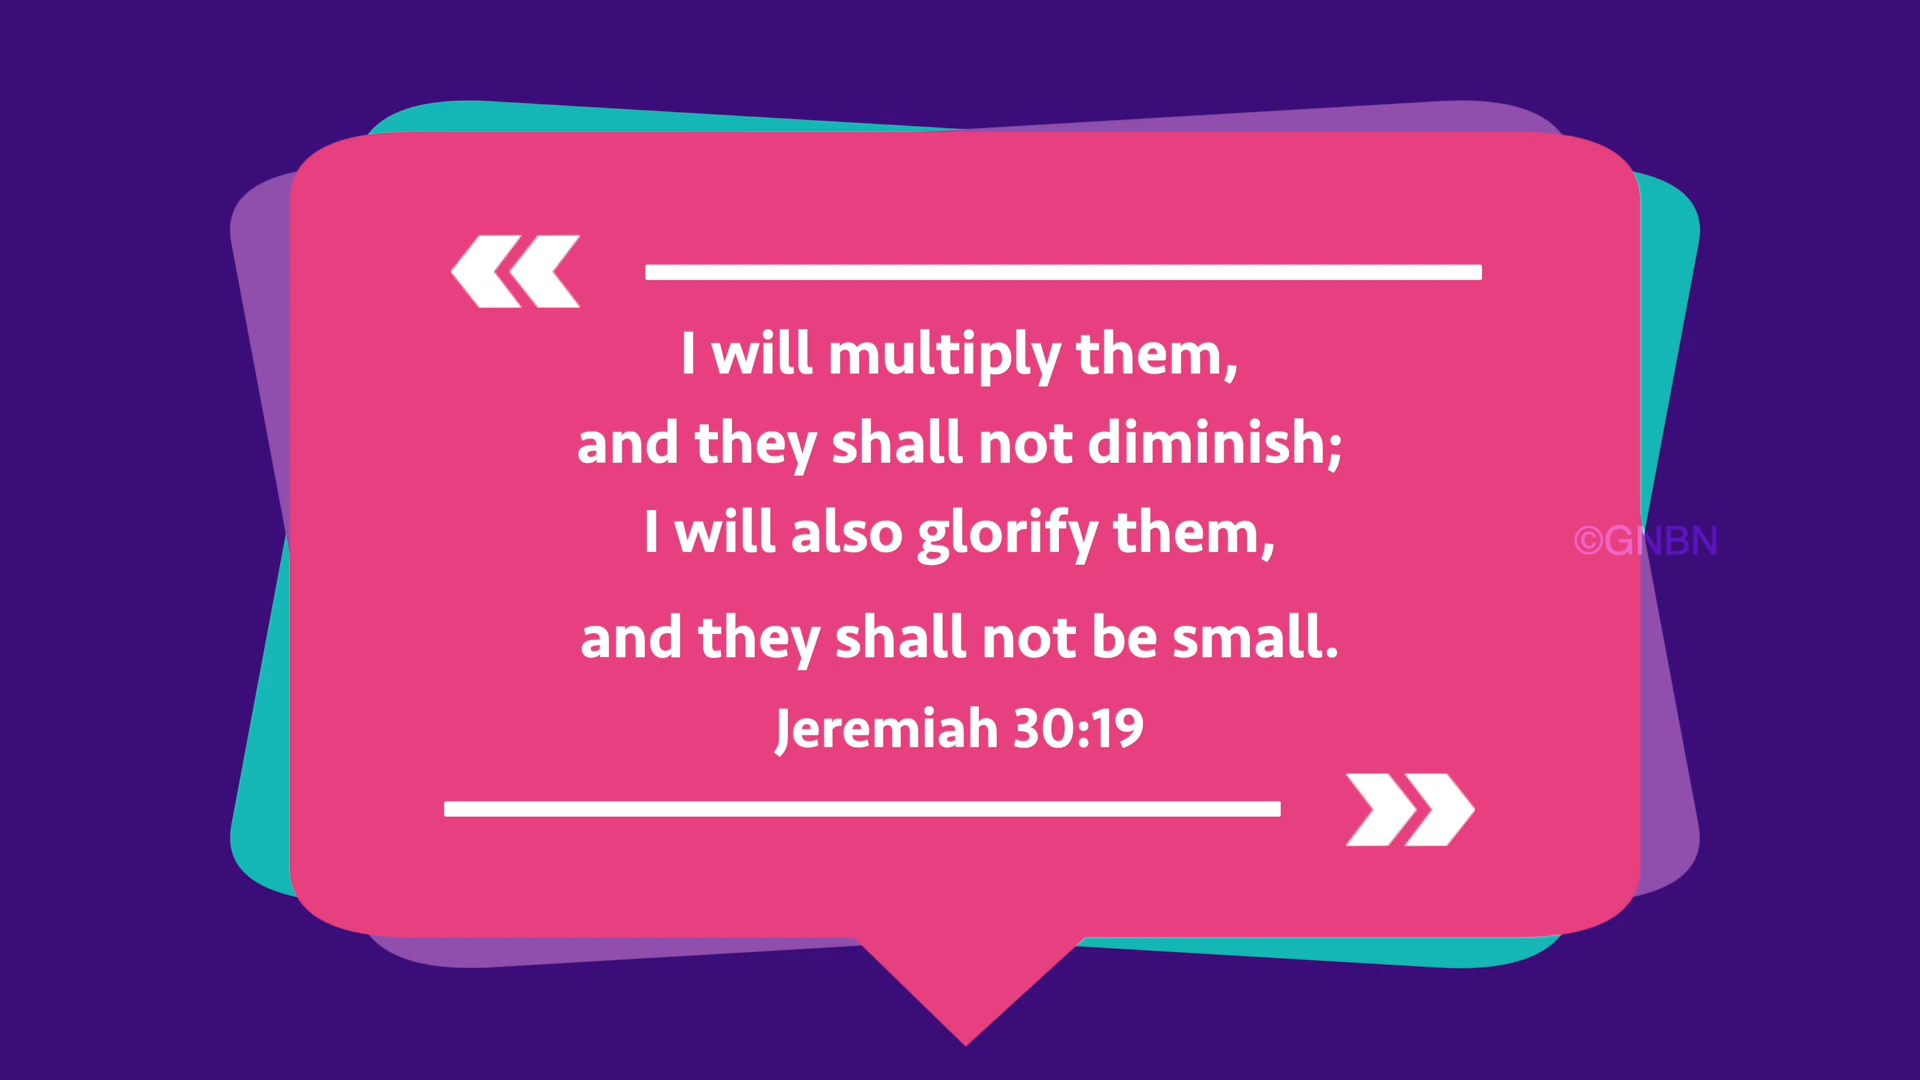 I will multiply them,
and they shall not diminish;
I will also glorify them,
©GNBN
and they shall not be small.
Jeremiah 30:19